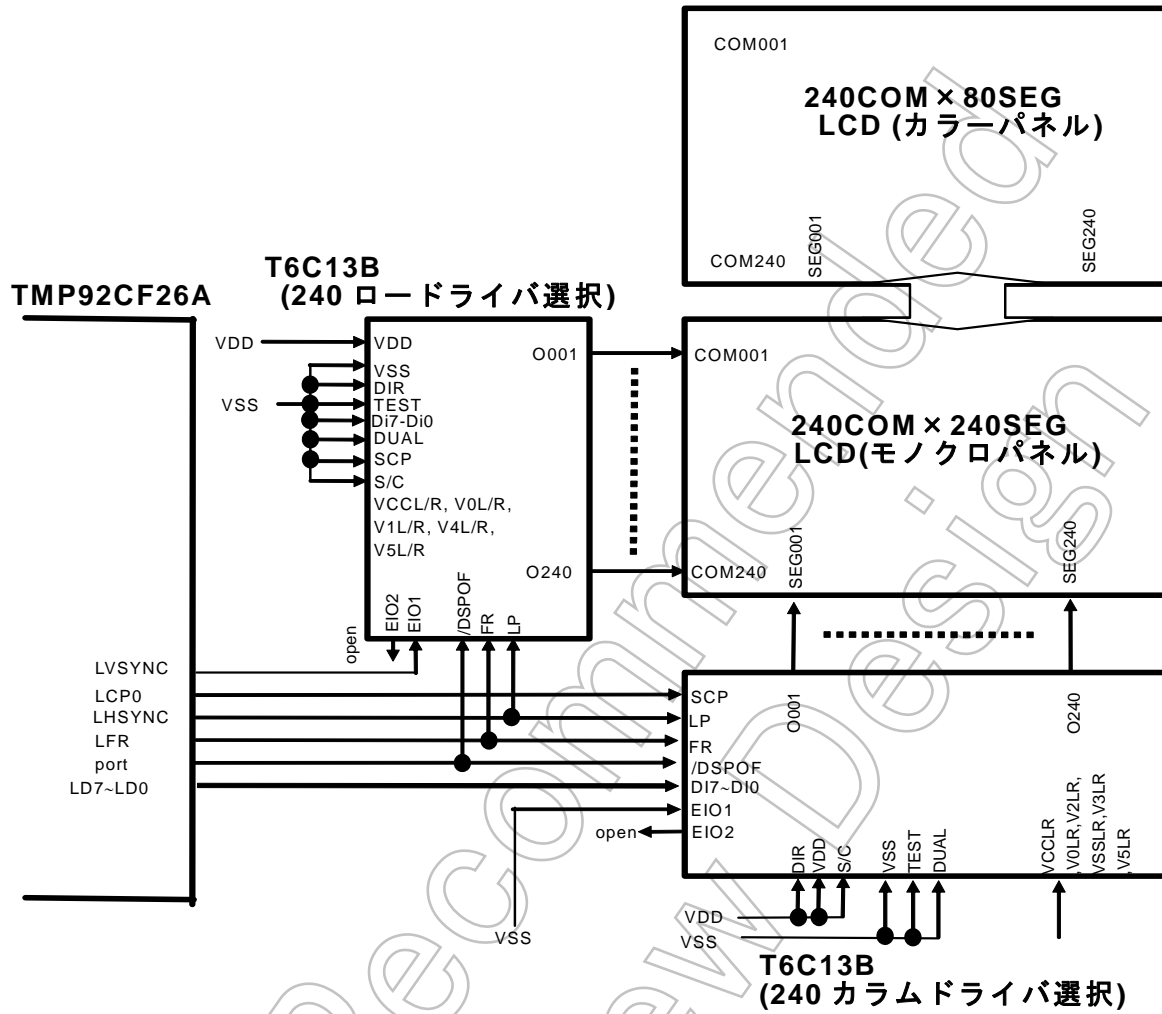 COM001
240COM×80SEG
LCD (カラーパネル)
COM240
SEG001
SEG240
T6C13B
(240 ロードライバ選択)
TMP92CF26A
VDD
VSS
VDD
VSS
DIR
TEST
Di7-Di0
DUAL
SCP
S/C
VCCL/R, V0L/R,
V1L/R, V4L/R,
V5L/R
O001
O240
open
EIO2
EIO1
/DSPOF
FR
LP
COM001
240COM×240SEG
LCD(モノクロパネル)
COM240
SEG001
SEG240
LVSYNC
LCP0
LHSYNC
LFR
port
LD7~LD0
SCP
LP
FR
/DSPOF
DI7~DI0
EIO1
EIO2
open
VSS
O001
O240
DIR
VDD
S/C
VSS
TEST
DUAL
VCCLR
,V0LR,V2LR,
VSSLR,V3LR
,V5LR
VDD
VSS
T6C13B
(240 カラムドライバ選択)
Recommended
New Design